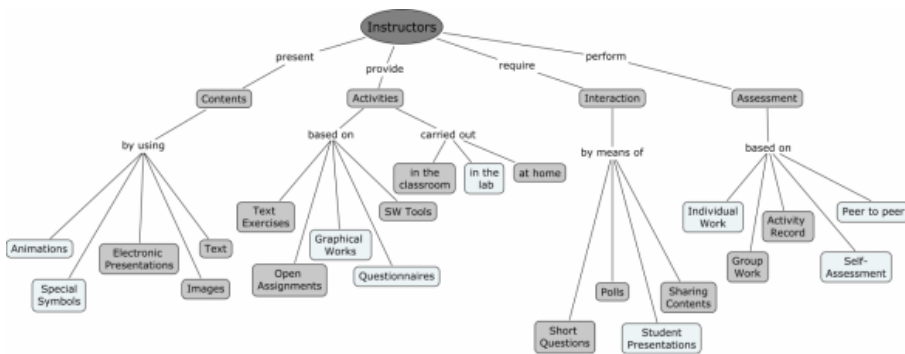 Instructors
present
provide
require
perform
Contents
Activities
Interaction
Assessment
by using
based on
carried out
by means of
based on
in the
classroom
in the
lab
at home
Text
Exercises
SW Tools
Individual
Work
Activity
Record
Peer to peer
Animations
Electronic
Presentations
Text
Graphical
Works
Special
Symbols
Images
Open
Assignments
Questionnaires
Group
Work
Self-
Assessment
Polls
Sharing
Contents
Short
Questions
Student
Presentations